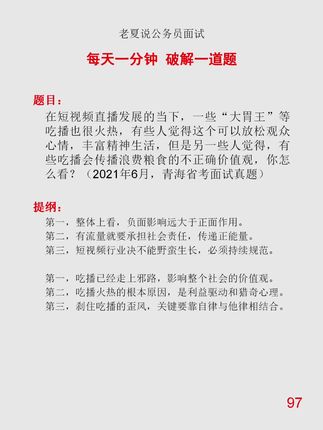 老夏说公务员面试
每天一分钟 破解一道题
题目：
在短视频直播发展的当下，一些“大胃王”等
吃播也很火热，有些人觉得这个可以放松观众
心情，丰富精神生活，但是另一些人觉得，有
些吃播会传播浪费粮食的不正确价值观，你怎
么看？（2021年6月，青海省考面试真题）
提纲：
第一，整体上看，负面影响远大于正面作用。
第二，有流量就要承担社会责任，传递正能量。
第三，短视频行业决不能野蛮生长，必须持续规范。
第一，吃播已经走上邪路，影响整个社会的价值观。
第二，吃播火热的根本原因，是利益驱动和猎奇心理。
第三，刹住吃播的歪风，关键要靠自律与他律相结合。
97